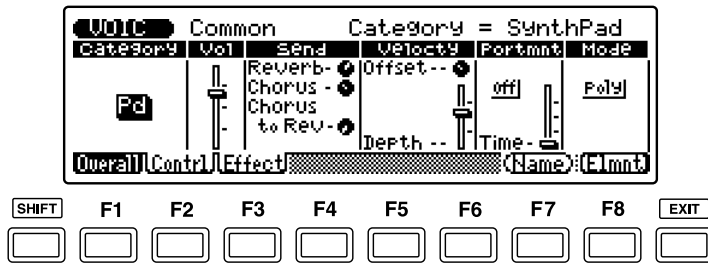 VOIC Common Category = SynthPad
Category Vol Send Velocty Portmnt Mode
Reverb- Offset--
Chorus -
Pd off Poly
Chorus
to Rev-
Depth -- Time-
Overall Contrl Effect (Name) (Elmnt)
SHIFT F1 F2 F3 F4 F5 F6 F7 F8 EXIT